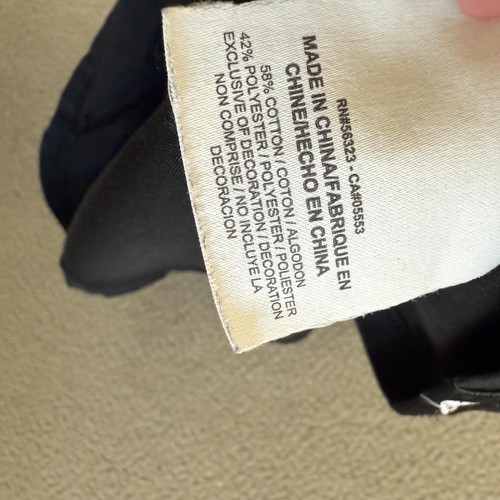 RN#56323 - CA#05553
MADE IN CHINA/FABRIQUE EN
CHINE/HECHO EN CHINA
58% COTTON / COTON / ALGODON
42% POLYESTER / POLYESTER / POLIESTER
EXCLUSIVE OF DECORATION / DECORATION
NON COMPRISE / NO INCLUYE LA
DECORACION